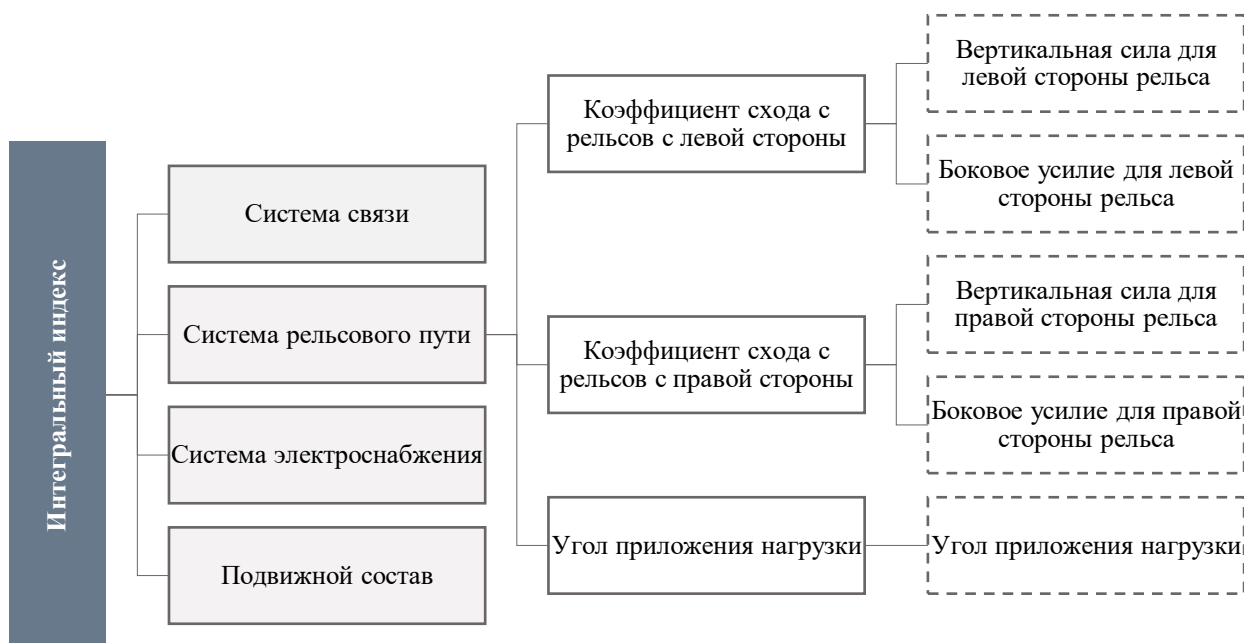 Интегральный индекс
Система связи
Система рельсового пути
Система электроснабжения
Подвижной состав
Коэффициент схода с
рельсов с левой стороны
Коэффициент схода с
рельсов с правой стороны
Угол приложения нагрузки
Вертикальная сила для
левой стороны рельса
Боковое усилие для левой
стороны рельса
Вертикальная сила для
правой стороны рельса
Боковое усилие для правой
стороны рельса
Угол приложения нагрузки